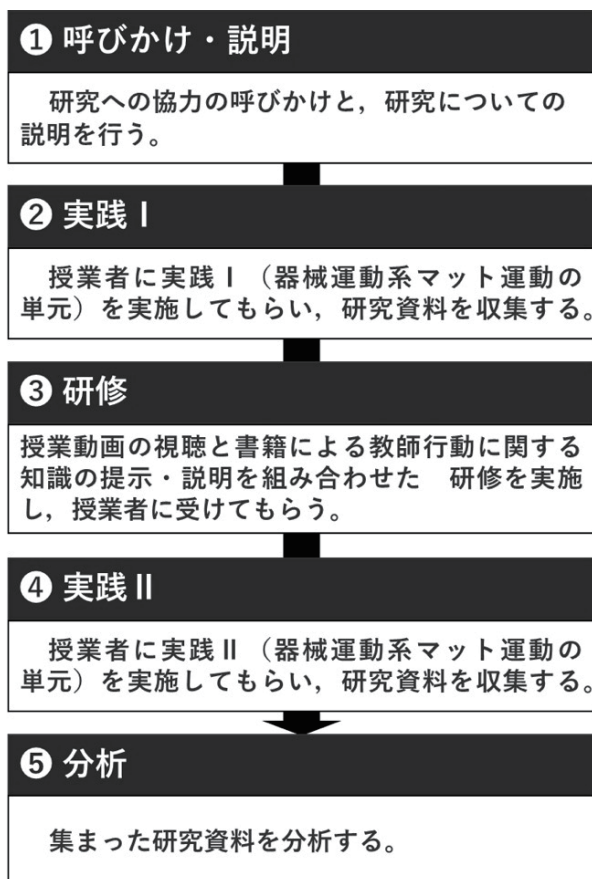 ❶ 呼びかけ・説明
研究への協力の呼びかけと，研究についての
説明を行う。
❷ 実践Ⅰ
授業者に実践Ⅰ（器械運動系マット運動の
単元）を実施してもらい，研究資料を収集する。
❸ 研修
授業動画の視聴と書籍による教師行動に関する
知識の提示・説明を組み合わせた　研修を実施
し，授業者に受けてもらう。
❹ 実践Ⅱ
授業者に実践Ⅱ（器械運動系マット運動の
単元）を実施してもらい，研究資料を収集する。
❺ 分析
集まった研究資料を分析する。